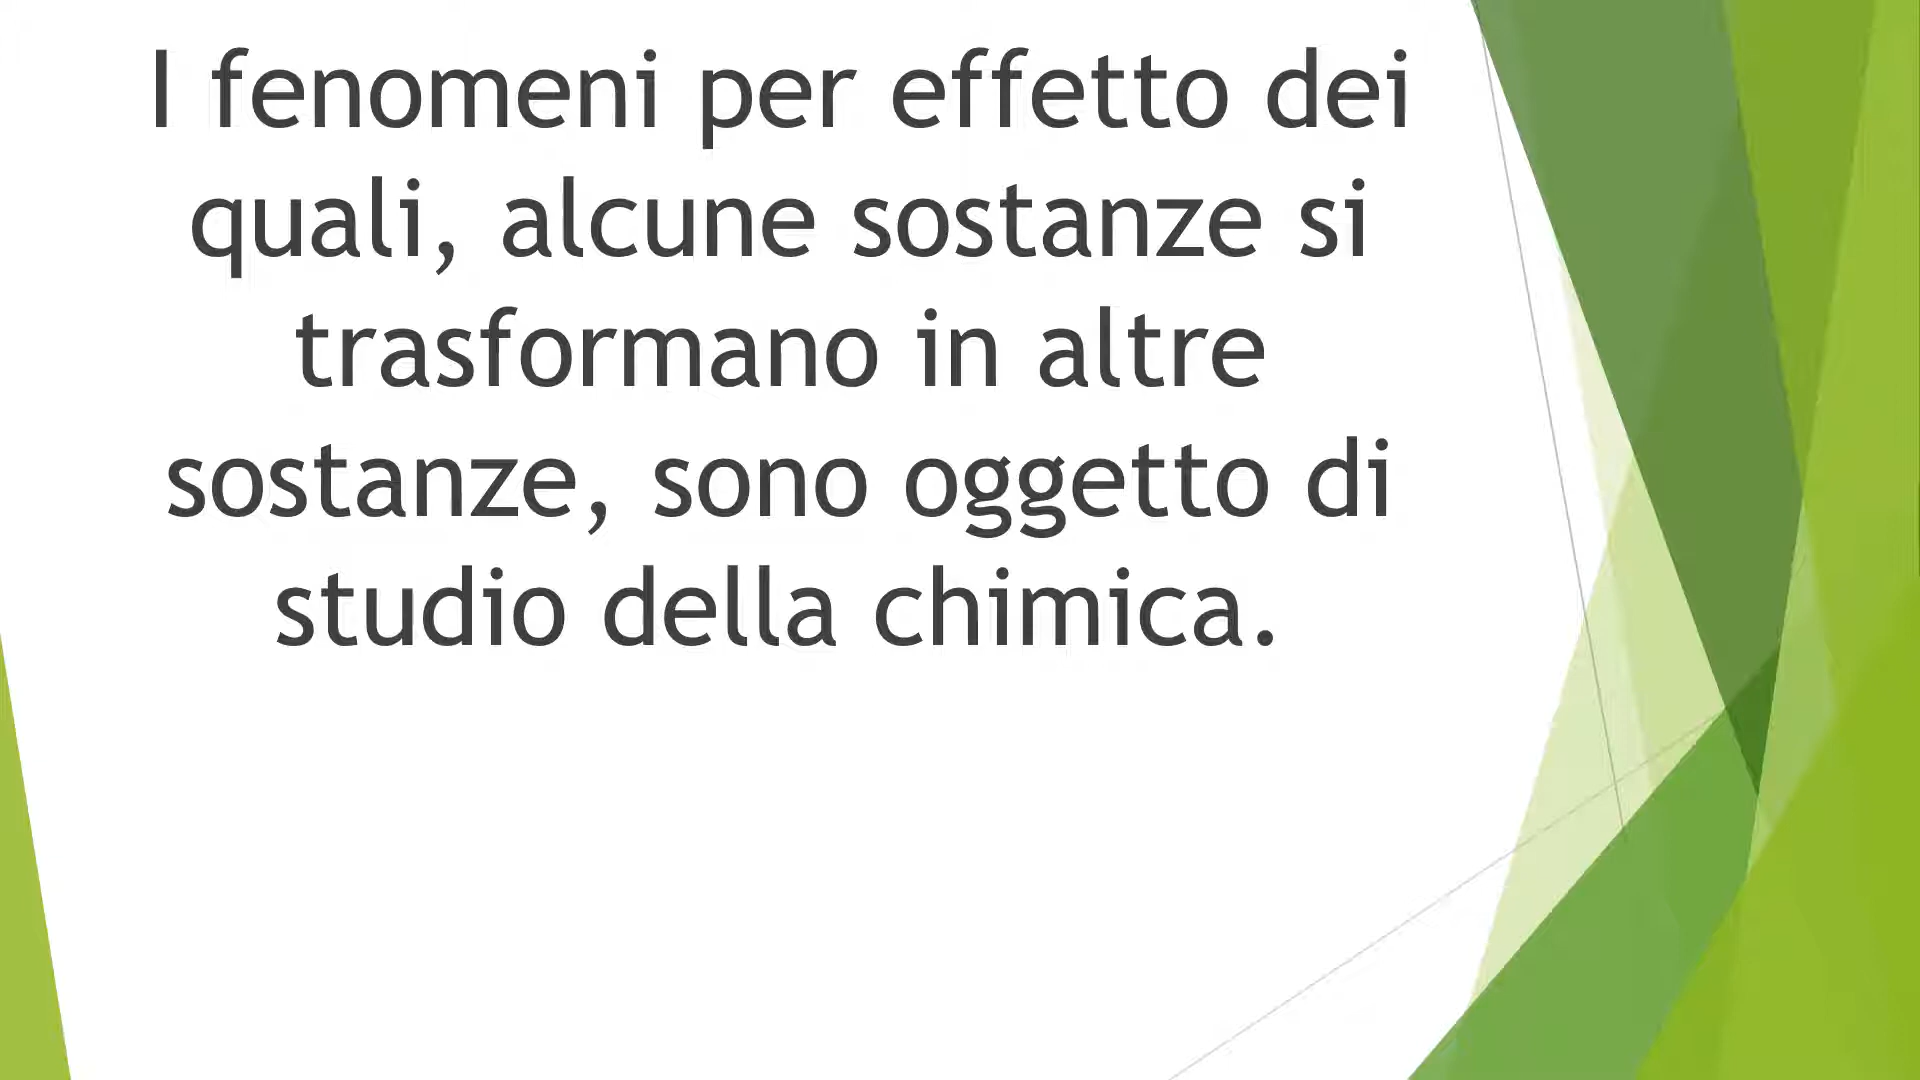 I fenomeni per effetto dei
quali, alcune sostanze si
trasformano in altre
sostanze, sono oggetto di
studio della chimica.